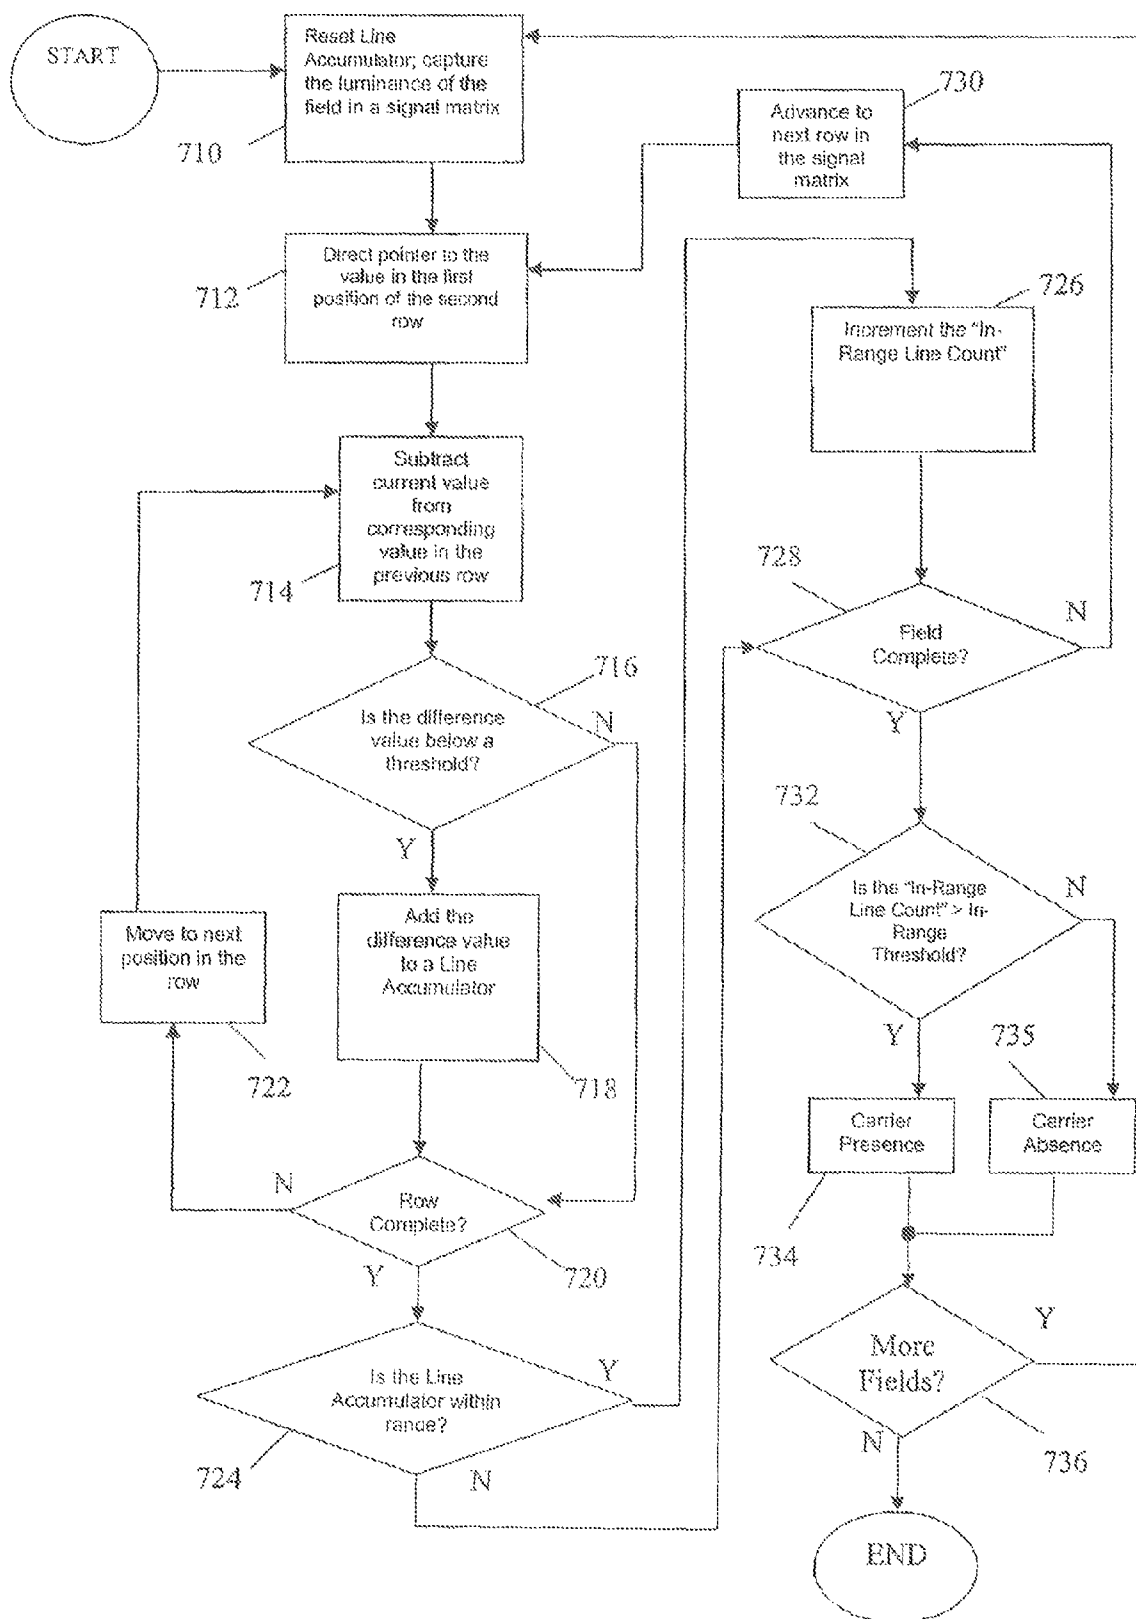 START
Reset Line
Accumulator; capture
the luminance of the
field in a signal matrix
710
730
Advance to
next row in
the signal
matrix
Direct pointer to the
value in the first
position of the second
row
712
726
Increment the "In-
Range Line Count"
Subtract
current value
from
corresponding
value in the
previous row
714
728
Field
Complete?
N
Y
716
Is the difference
value below a
threshold?
N
Y
732
Is the "In-Range
Line Count" > In-
Range
Threshold?
N
Y
Add the
difference value
to a Line
Accumulator
718
Move to next
position in the
row
722
735
Carrier
Presence
Carrier
Absence
734
Row
Complete?
N
Y
720
Is the Line
Accumulator within
range?
Y
N
724
More
Fields?
Y
N
736
END